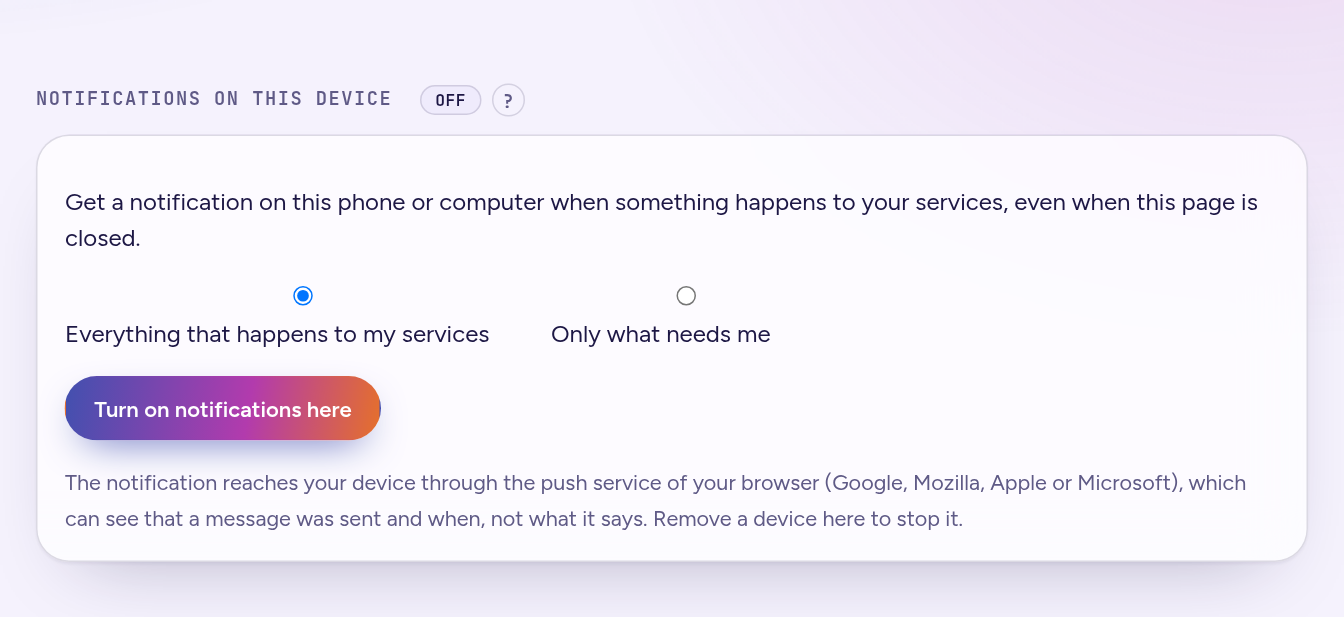 NOTIFICATIONS ON THIS DEVICE OFF ?
Get a notification on this phone or computer when something happens to your services, even when this page is
closed.
Everything that happens to my services Only what needs me
Turn on notifications here
The notification reaches your device through the push service of your browser (Google, Mozilla, Apple or Microsoft), which
can see that a message was sent and when, not what it says. Remove a device here to stop it.